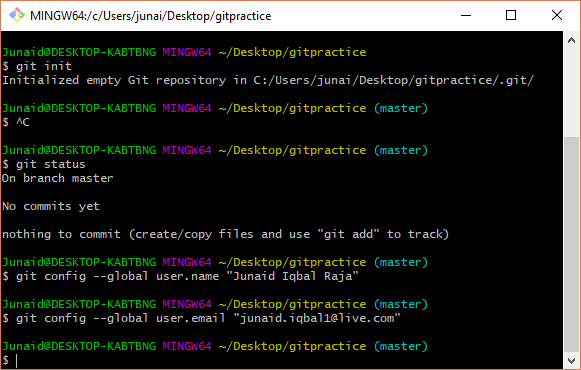 MINGW64:/c/Users/junai/Desktop/gitpractice
Junaid@DESKTOP-KABTBNG MINGW64 ~/Desktop/gitpractice
$ git init
Initialized empty Git repository in C:/Users/junai/Desktop/gitpractice/.git/
Junaid@DESKTOP-KABTBNG MINGW64 ~/Desktop/gitpractice (master)
$ ^C
Junaid@DESKTOP-KABTBNG MINGW64 ~/Desktop/gitpractice (master)
$ git status
On branch master
No commits yet
nothing to commit (create/copy files and use "git add" to track)
Junaid@DESKTOP-KABTBNG MINGW64 ~/Desktop/gitpractice (master)
$ git config --global user.name "Junaid Iqbal Raja"
Junaid@DESKTOP-KABTBNG MINGW64 ~/Desktop/gitpractice (master)
$ git config --global user.email "junaid.iqbal1@live.com"
Junaid@DESKTOP-KABTBNG MINGW64 ~/Desktop/gitpractice (master)
$